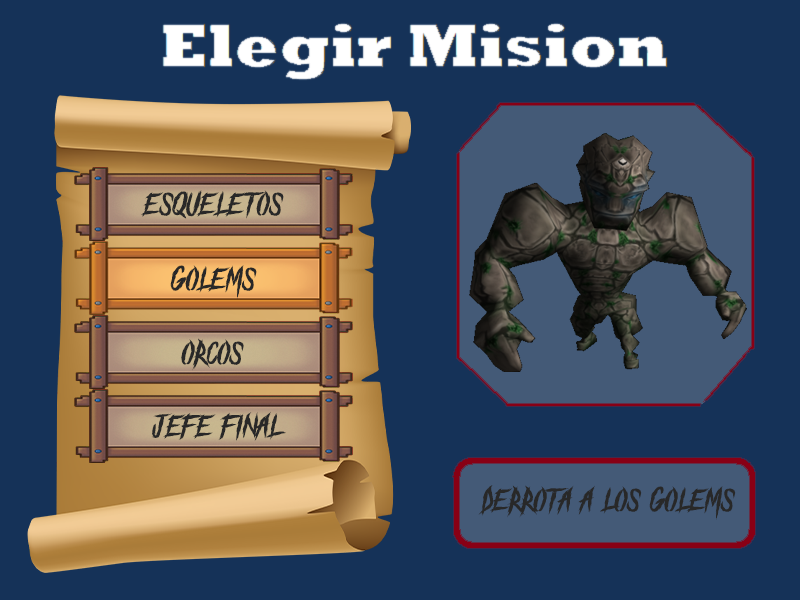 Elegir Mision
ESQUELETOS
GOLEMS
ORCOS
JEFE FINAL
DERROTA A LOS GOLEMS